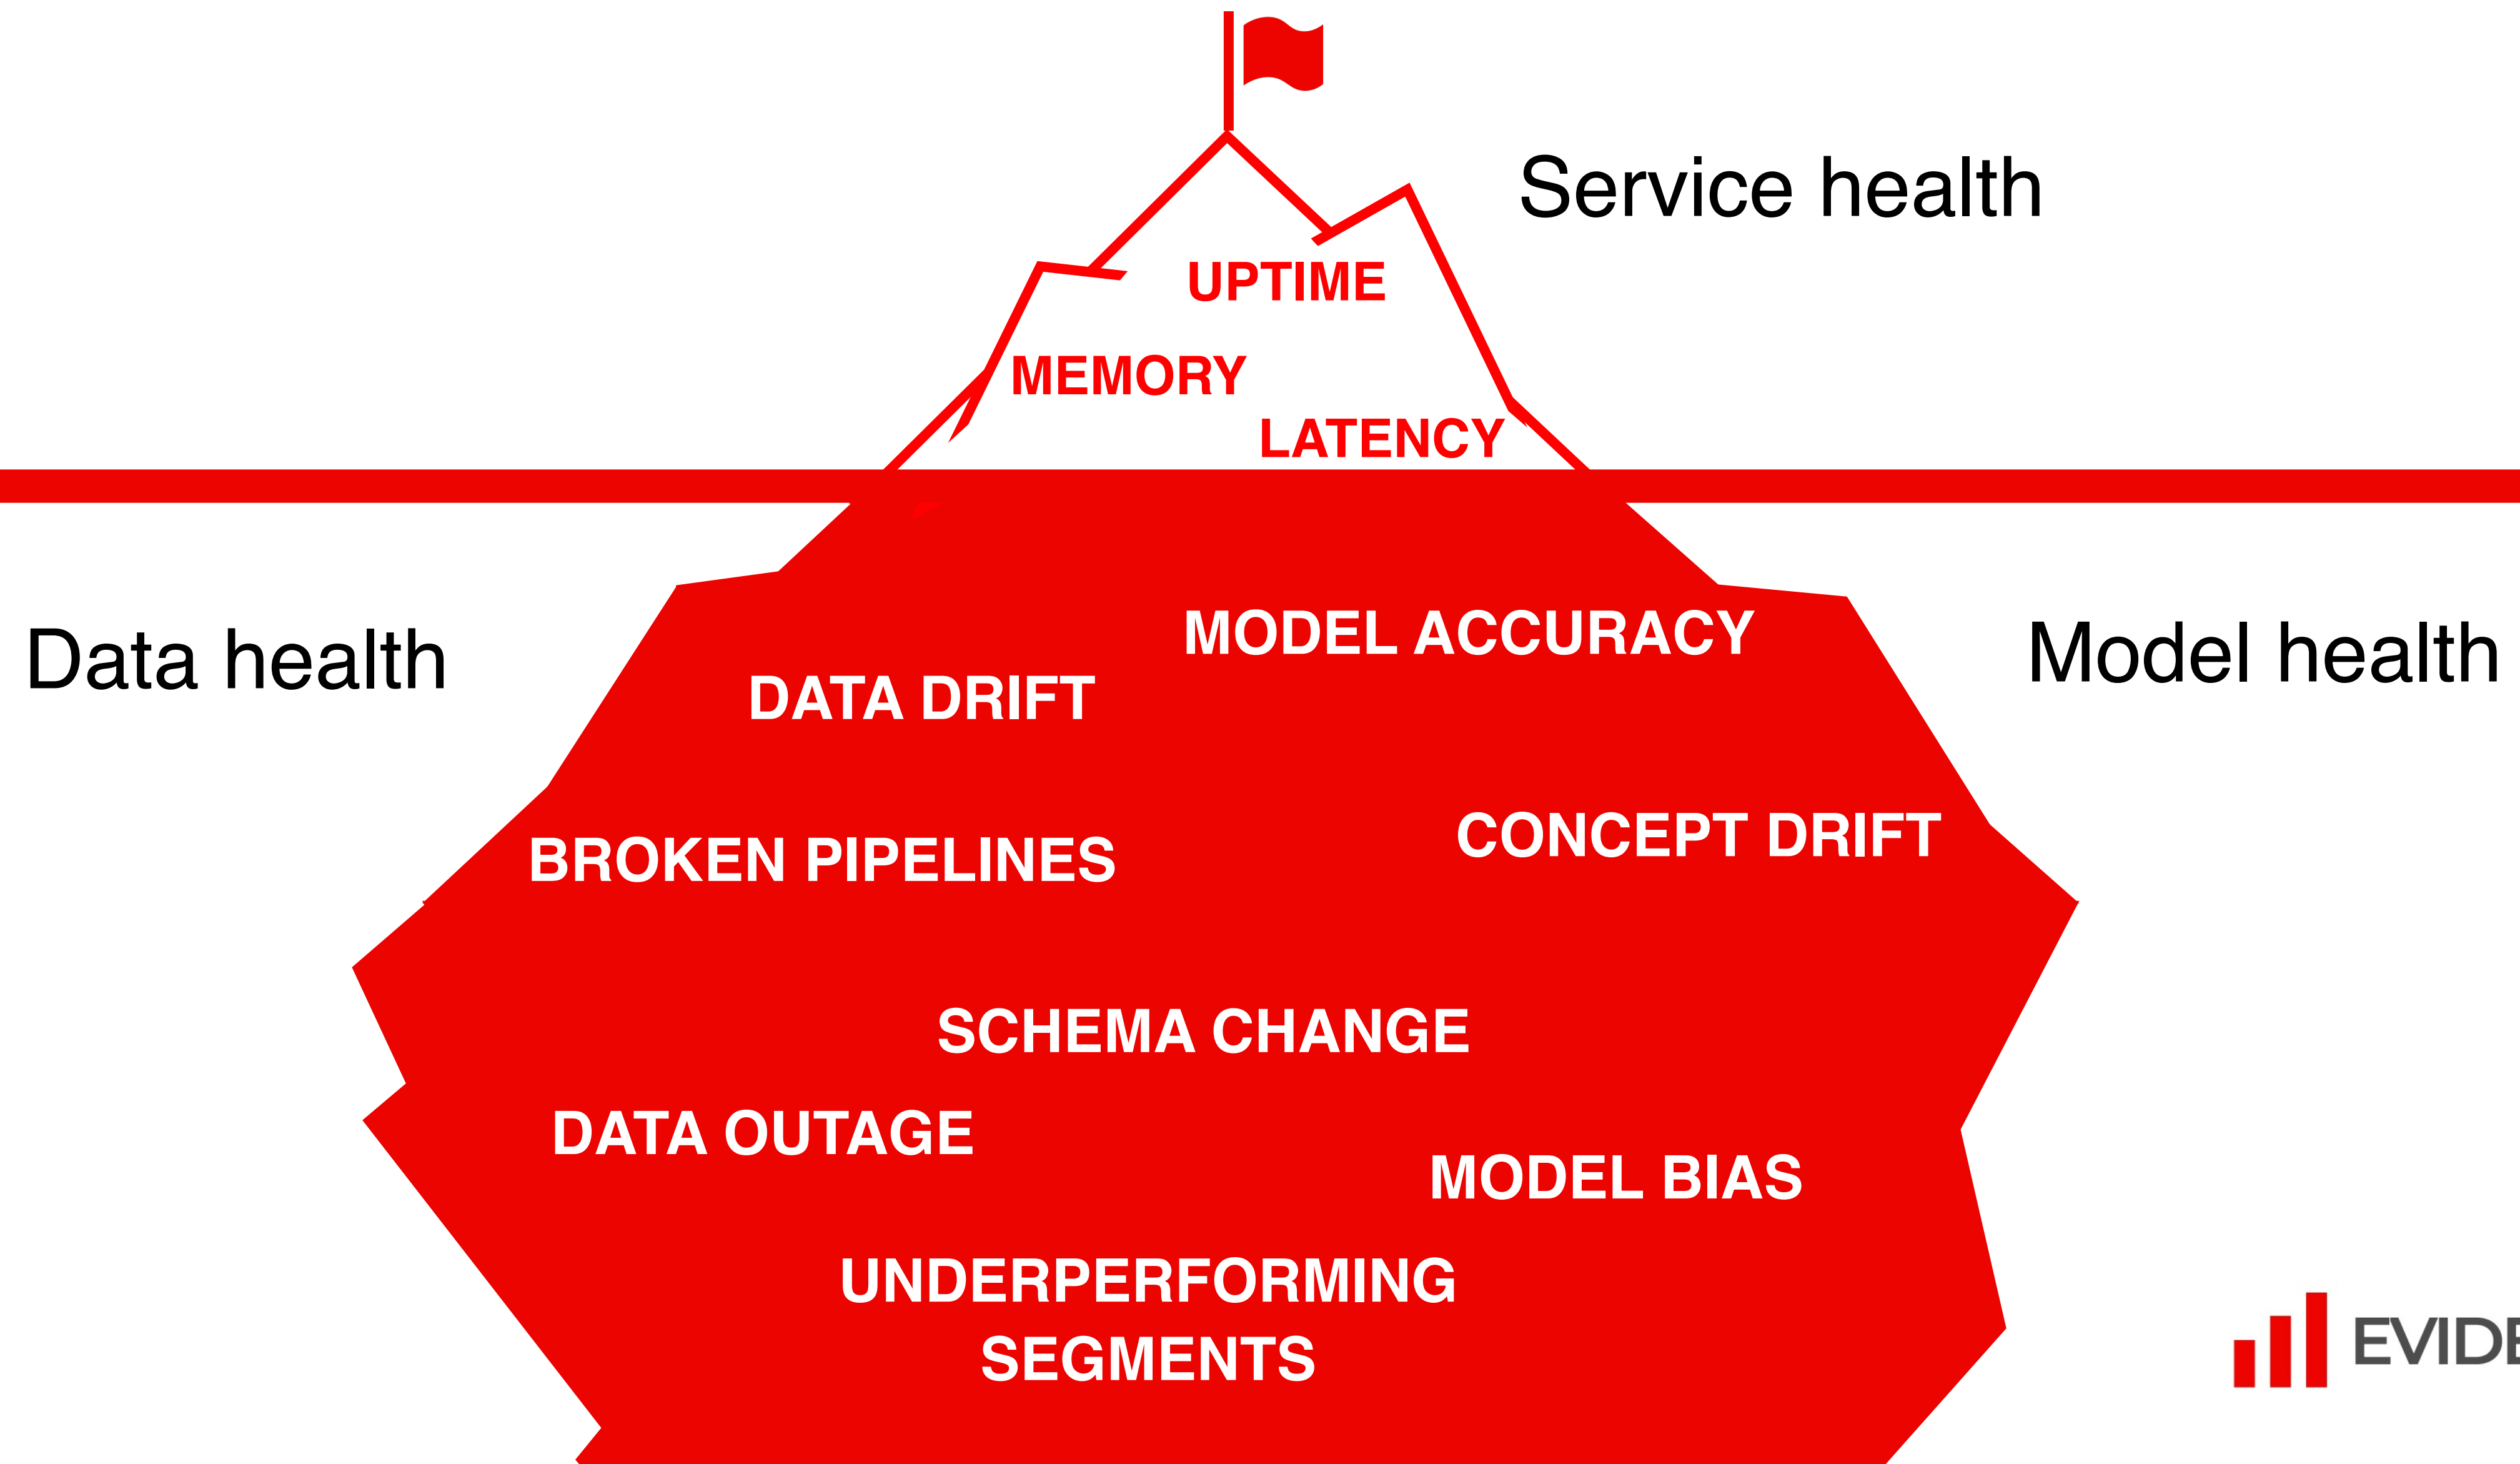 Service health
UPTIME
MEMORY
LATENCY
Data health
Model health
MODEL ACCURACY
DATA DRIFT
CONCEPT DRIFT
BROKEN PIPELINES
SCHEMA CHANGE
DATA OUTAGE
MODEL BIAS
UNDERPERFORMING
SEGMENTS